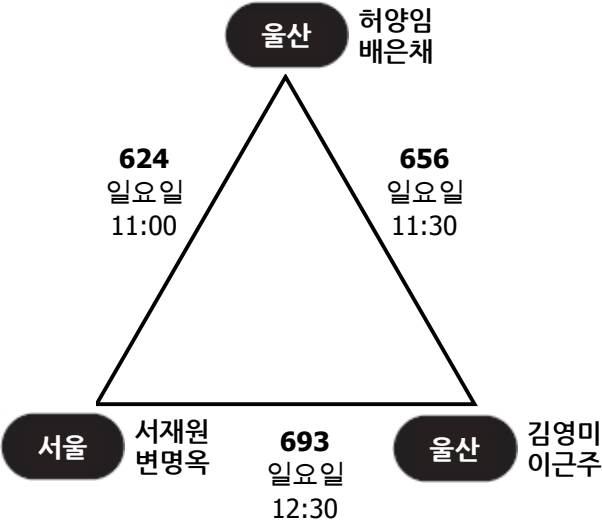 울산
허양임
배은채
624
일요일
11:00
656
일요일
11:30
서울
서재원
변명옥
693
일요일
12:30
울산
김영미
이근주